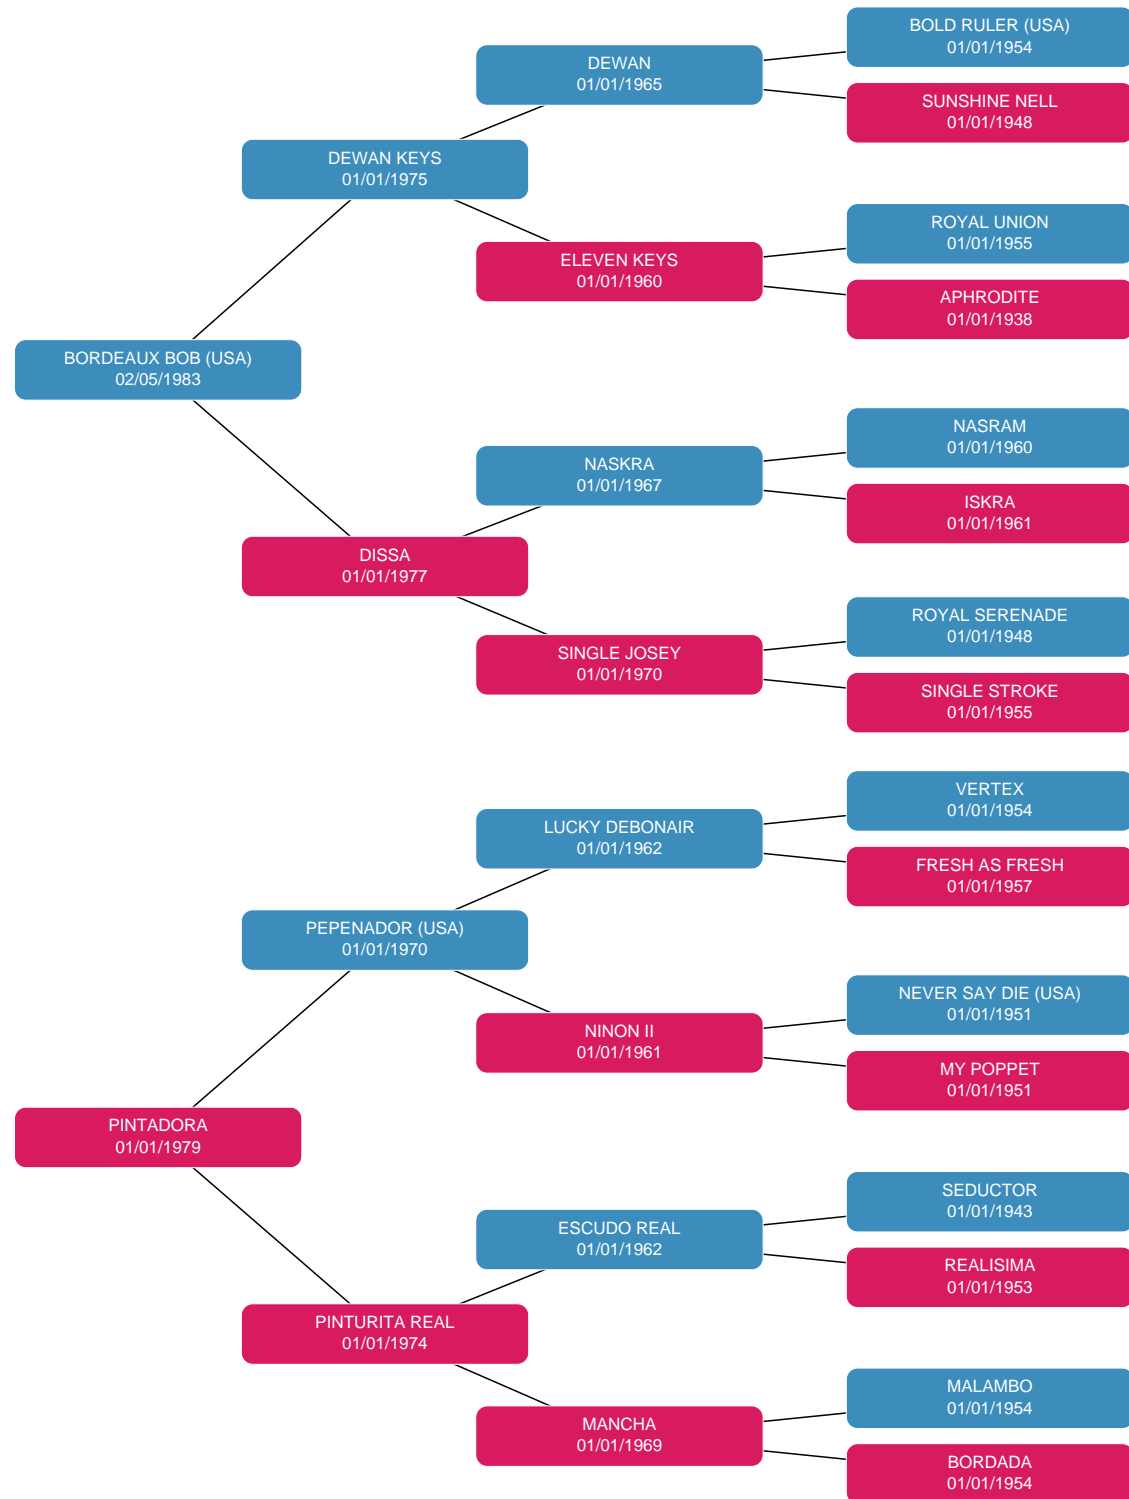 BOLD RULER (USA)
01/01/1954
DEWAN
01/01/1965
SUNSHINE NELL
01/01/1948
DEWAN KEYS
01/01/1975
ROYAL UNION
01/01/1955
ELEVEN KEYS
01/01/1960
APHRODITE
01/01/1938
BORDEAUX BOB (USA)
02/05/1983
NASRAM
01/01/1960
NASKRA
01/01/1967
ISKRA
01/01/1961
DISSA
01/01/1977
ROYAL SERENADE
01/01/1948
SINGLE JOSEY
01/01/1970
SINGLE STROKE
01/01/1955
VERTEX
01/01/1954
LUCKY DEBONAIR
01/01/1962
FRESH AS FRESH
01/01/1957
PEPENADOR (USA)
01/01/1970
NEVER SAY DIE (USA)
01/01/1951
NINON II
01/01/1961
MY POPPET
01/01/1951
PINTADORA
01/01/1979
SEDUCTOR
01/01/1943
ESCUDO REAL
01/01/1962
REALISIMA
01/01/1953
PINTURITA REAL
01/01/1974
MALAMBO
01/01/1954
MANCHA
01/01/1969
BORDADA
01/01/1954